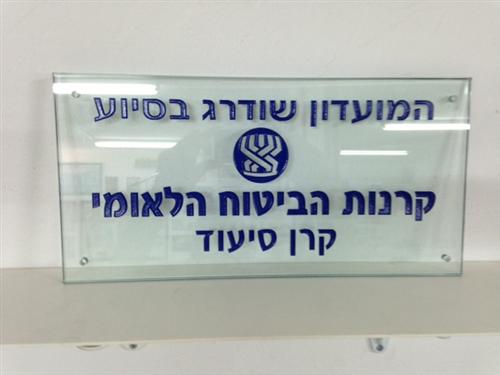 המועדון שודרג בסיוע
קרנות הביטוח הלאומי
קרן סיעוד